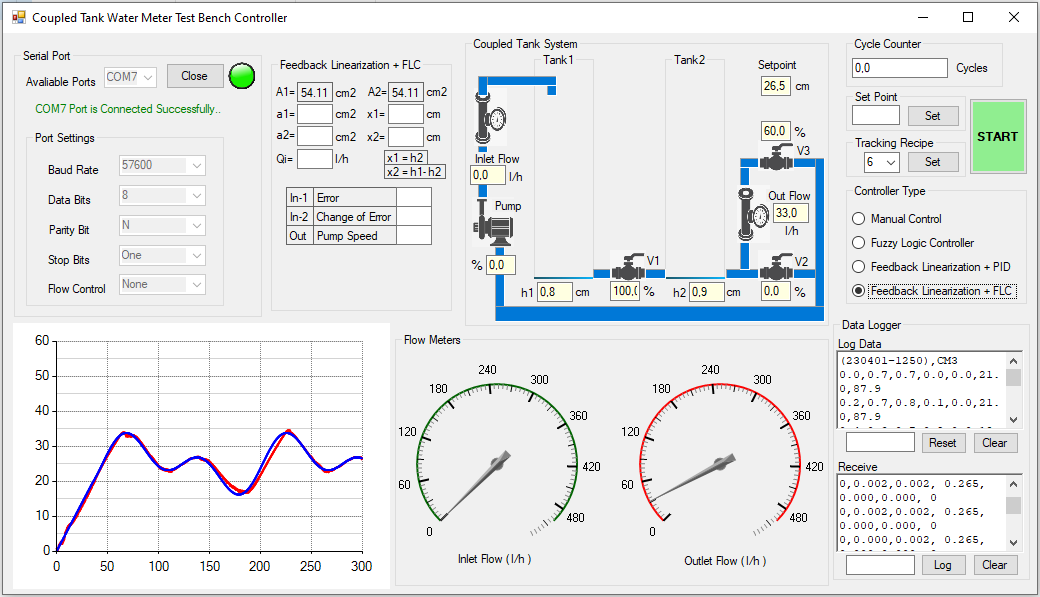 Coupled Tank Water Meter Test Bench Controller
Serial Port
Avaliable Ports COM7 Close
COM7 Port is Connected Successfully..
Port Settings
Baud Rate 57600
Data Bits 8
Parity Bit N
Stop Bits One
Flow Control None
Feedback Linearization + FLC
A1= 54.11 cm2 A2= 54.11 cm2
a1= cm2 x1= cm
a2= cm2 x2= cm
Qi= l/h x1 = h2
x2 = h1- h2
In-1 Error
In-2 Change of Error
Out Pump Speed
Coupled Tank System
Tank1
Tank2
Setpoint
26,5 cm
60,0 %
V3
Inlet Flow
0,0 l/h
Out Flow
33,0
l/h
Pump
% 0,0
V1
V2
h1 0,8 cm
100,0 %
h2 0,9 cm
0,0 %
Cycle Counter
0,0 Cycles
Set Point
Set
Tracking Recipe
6 Set
START
Controller Type
Manual Control
Fuzzy Logic Controller
Feedback Linearization + PID
Feedback Linearization + FLC
60
50
40
30
20
10
0
0 50 100 150 200 250 300
Flow Meters
0 60 120 180 240 300 360 420 480
Inlet Flow ( l/h )
0 60 120 180 240 300 360 420 480
Outlet Flow ( l/h )
Data Logger
Log Data
(230401-1250),CM3
0.0,0.7,0.7,0.0,0.0,21.
0,87.9
0.2,0.7,0.8,0.1,0.0,21.
0,87.9
Reset Clear
Receive
0,0.002,0.002, 0.265,
0.000,0.000, 0
0,0.002,0.002, 0.265,
0.000,0.000, 0
0,0.000,0.002, 0.265,
Log Clear